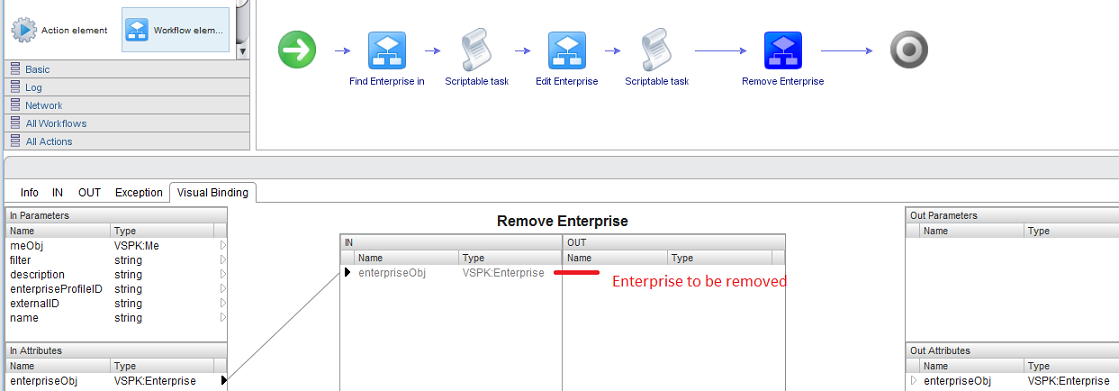 Action element
Workflow elem...
Basic
Log
Network
All Workflows
All Actions
Find Enterprise in
Scriptable task
Edit Enterprise
Scriptable task
Remove Enterprise
Info IN OUT Exception Visual Binding
In Parameters
Name Type
meObj VSPK:Me
filter string
description string
enterpriseProfileID string
externalID string
name string
In Attributes
Name Type
enterpriseObj VSPK:Enterprise
Remove Enterprise
IN OUT
Name Type Name Type
enterpriseObj VSPK:Enterprise
Enterprise to be removed
Out Parameters
Name Type
Out Attributes
Name Type
enterpriseObj VSPK:Enterprise